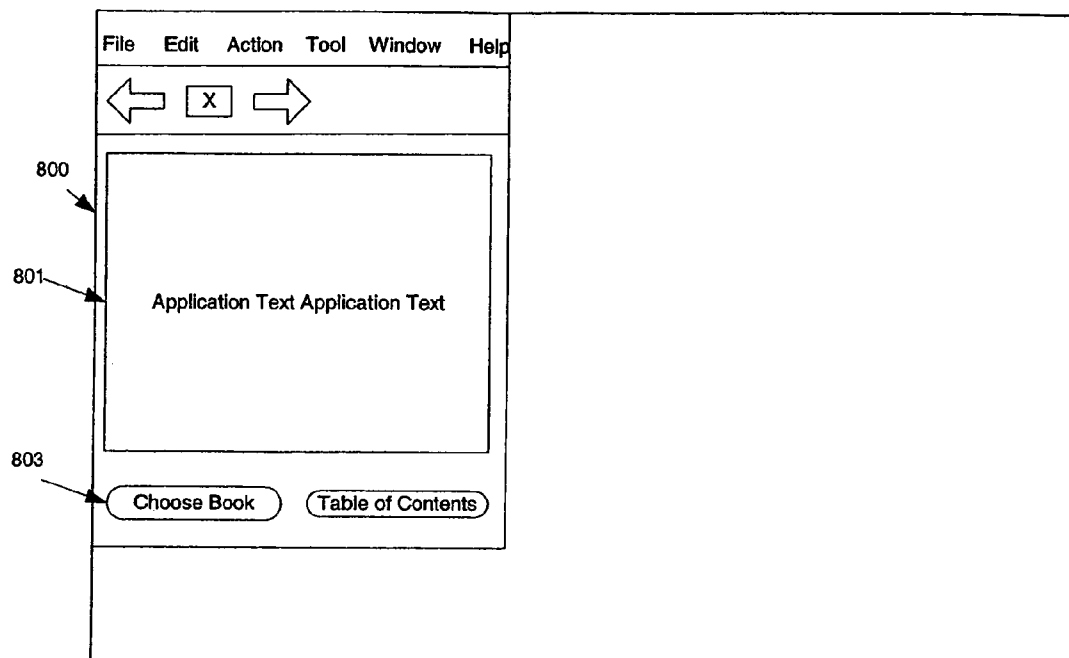 File Edit Action Tool Window Help
X
800
801
Application Text Application Text
803
Choose Book Table of Contents